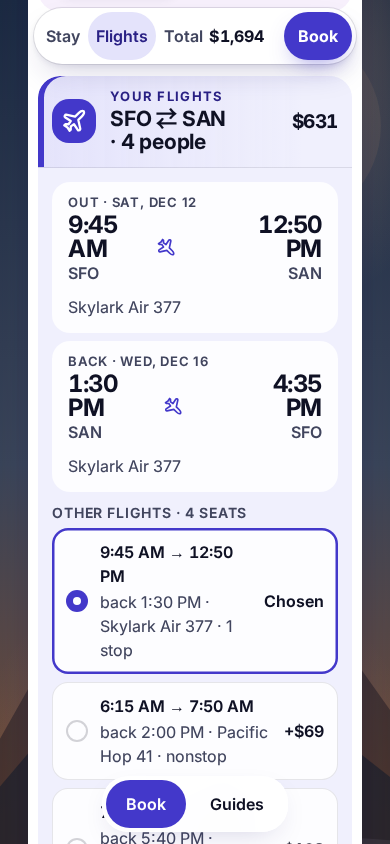 Stay Flights Total $1,694 Book
YOUR FLIGHTS
SFO ⇄ SAN
· 4 people
$631
OUT · SAT, DEC 12
9:45
AM
12:50
PM
SFO SAN
Skylark Air 377
BACK · WED, DEC 16
1:30
PM
4:35
PM
SAN SFO
Skylark Air 377
OTHER FLIGHTS · 4 SEATS
9:45 AM → 12:50
PM
back 1:30 PM ·
Skylark Air 377 · 1
stop
Chosen
6:15 AM → 7:50 AM
back 2:00 PM · Pacific
Hop 41 · nonstop
+$69
Book Guides
back 5:40 PM ·